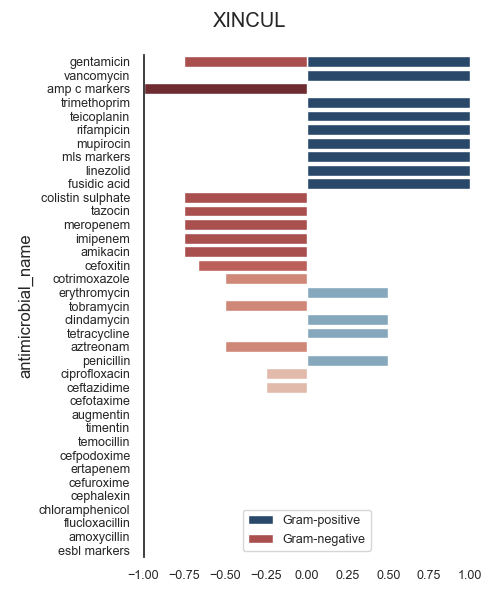 XINCUL
gentamicin
vancomycin
amp c markers
trimethoprim
teicoplanin
rifampicin
mupirocin
mls markers
linezolid
fusidic acid
colistin sulphate
tazocin
meropenem
imipenem
amikacin
cefoxitin
cotrimoxazole
erythromycin
tobramycin
clindamycin
tetracycline
aztreonam
penicillin
ciprofloxacin
ceftazidime
cefotaxime
augmentin
timentin
temocillin
cefpodoxime
ertapenem
cefuroxime
cephalexin
chloramphenicol
flucloxacillin
amoxycillin
esbl markers
antimicrobial_name
Gram-positive
Gram-negative
−1.00 −0.75 −0.50 −0.25 0.00 0.25 0.50 0.75 1.00